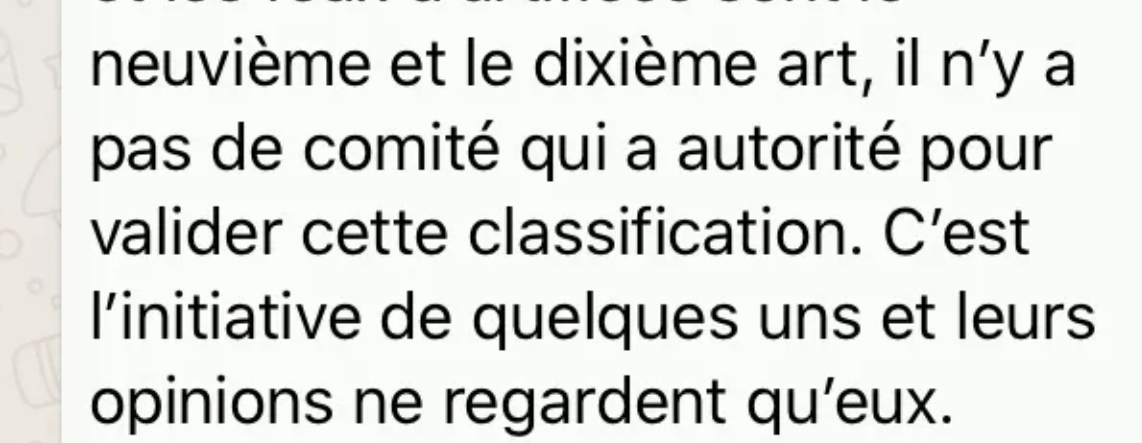 neuvième et le dixième art, il n’y a
pas de comité qui a autorité pour
valider cette classification. C’est
l’initiative de quelques uns et leurs
opinions ne regardent qu’eux.